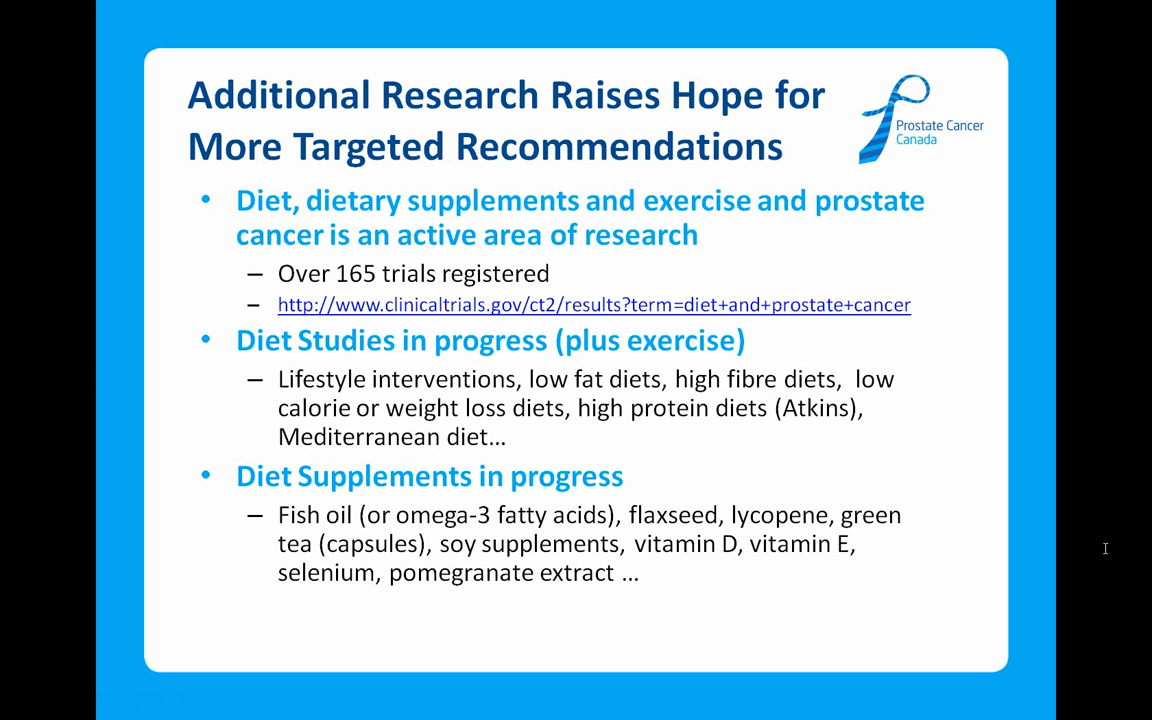 Additional Research Raises Hope for
More Targeted Recommendations
Prostate Cancer
Canada
• Diet, dietary supplements and exercise and prostate
cancer is an active area of research
– Over 165 trials registered
– http://www.clinicaltrials.gov/ct2/results?term=diet+and+prostate+cancer
• Diet Studies in progress (plus exercise)
– Lifestyle interventions, low fat diets, high fibre diets, low
calorie or weight loss diets, high protein diets (Atkins),
Mediterranean diet…
• Diet Supplements in progress
– Fish oil (or omega-3 fatty acids), flaxseed, lycopene, green
tea (capsules), soy supplements, vitamin D, vitamin E,
selenium, pomegranate extract …